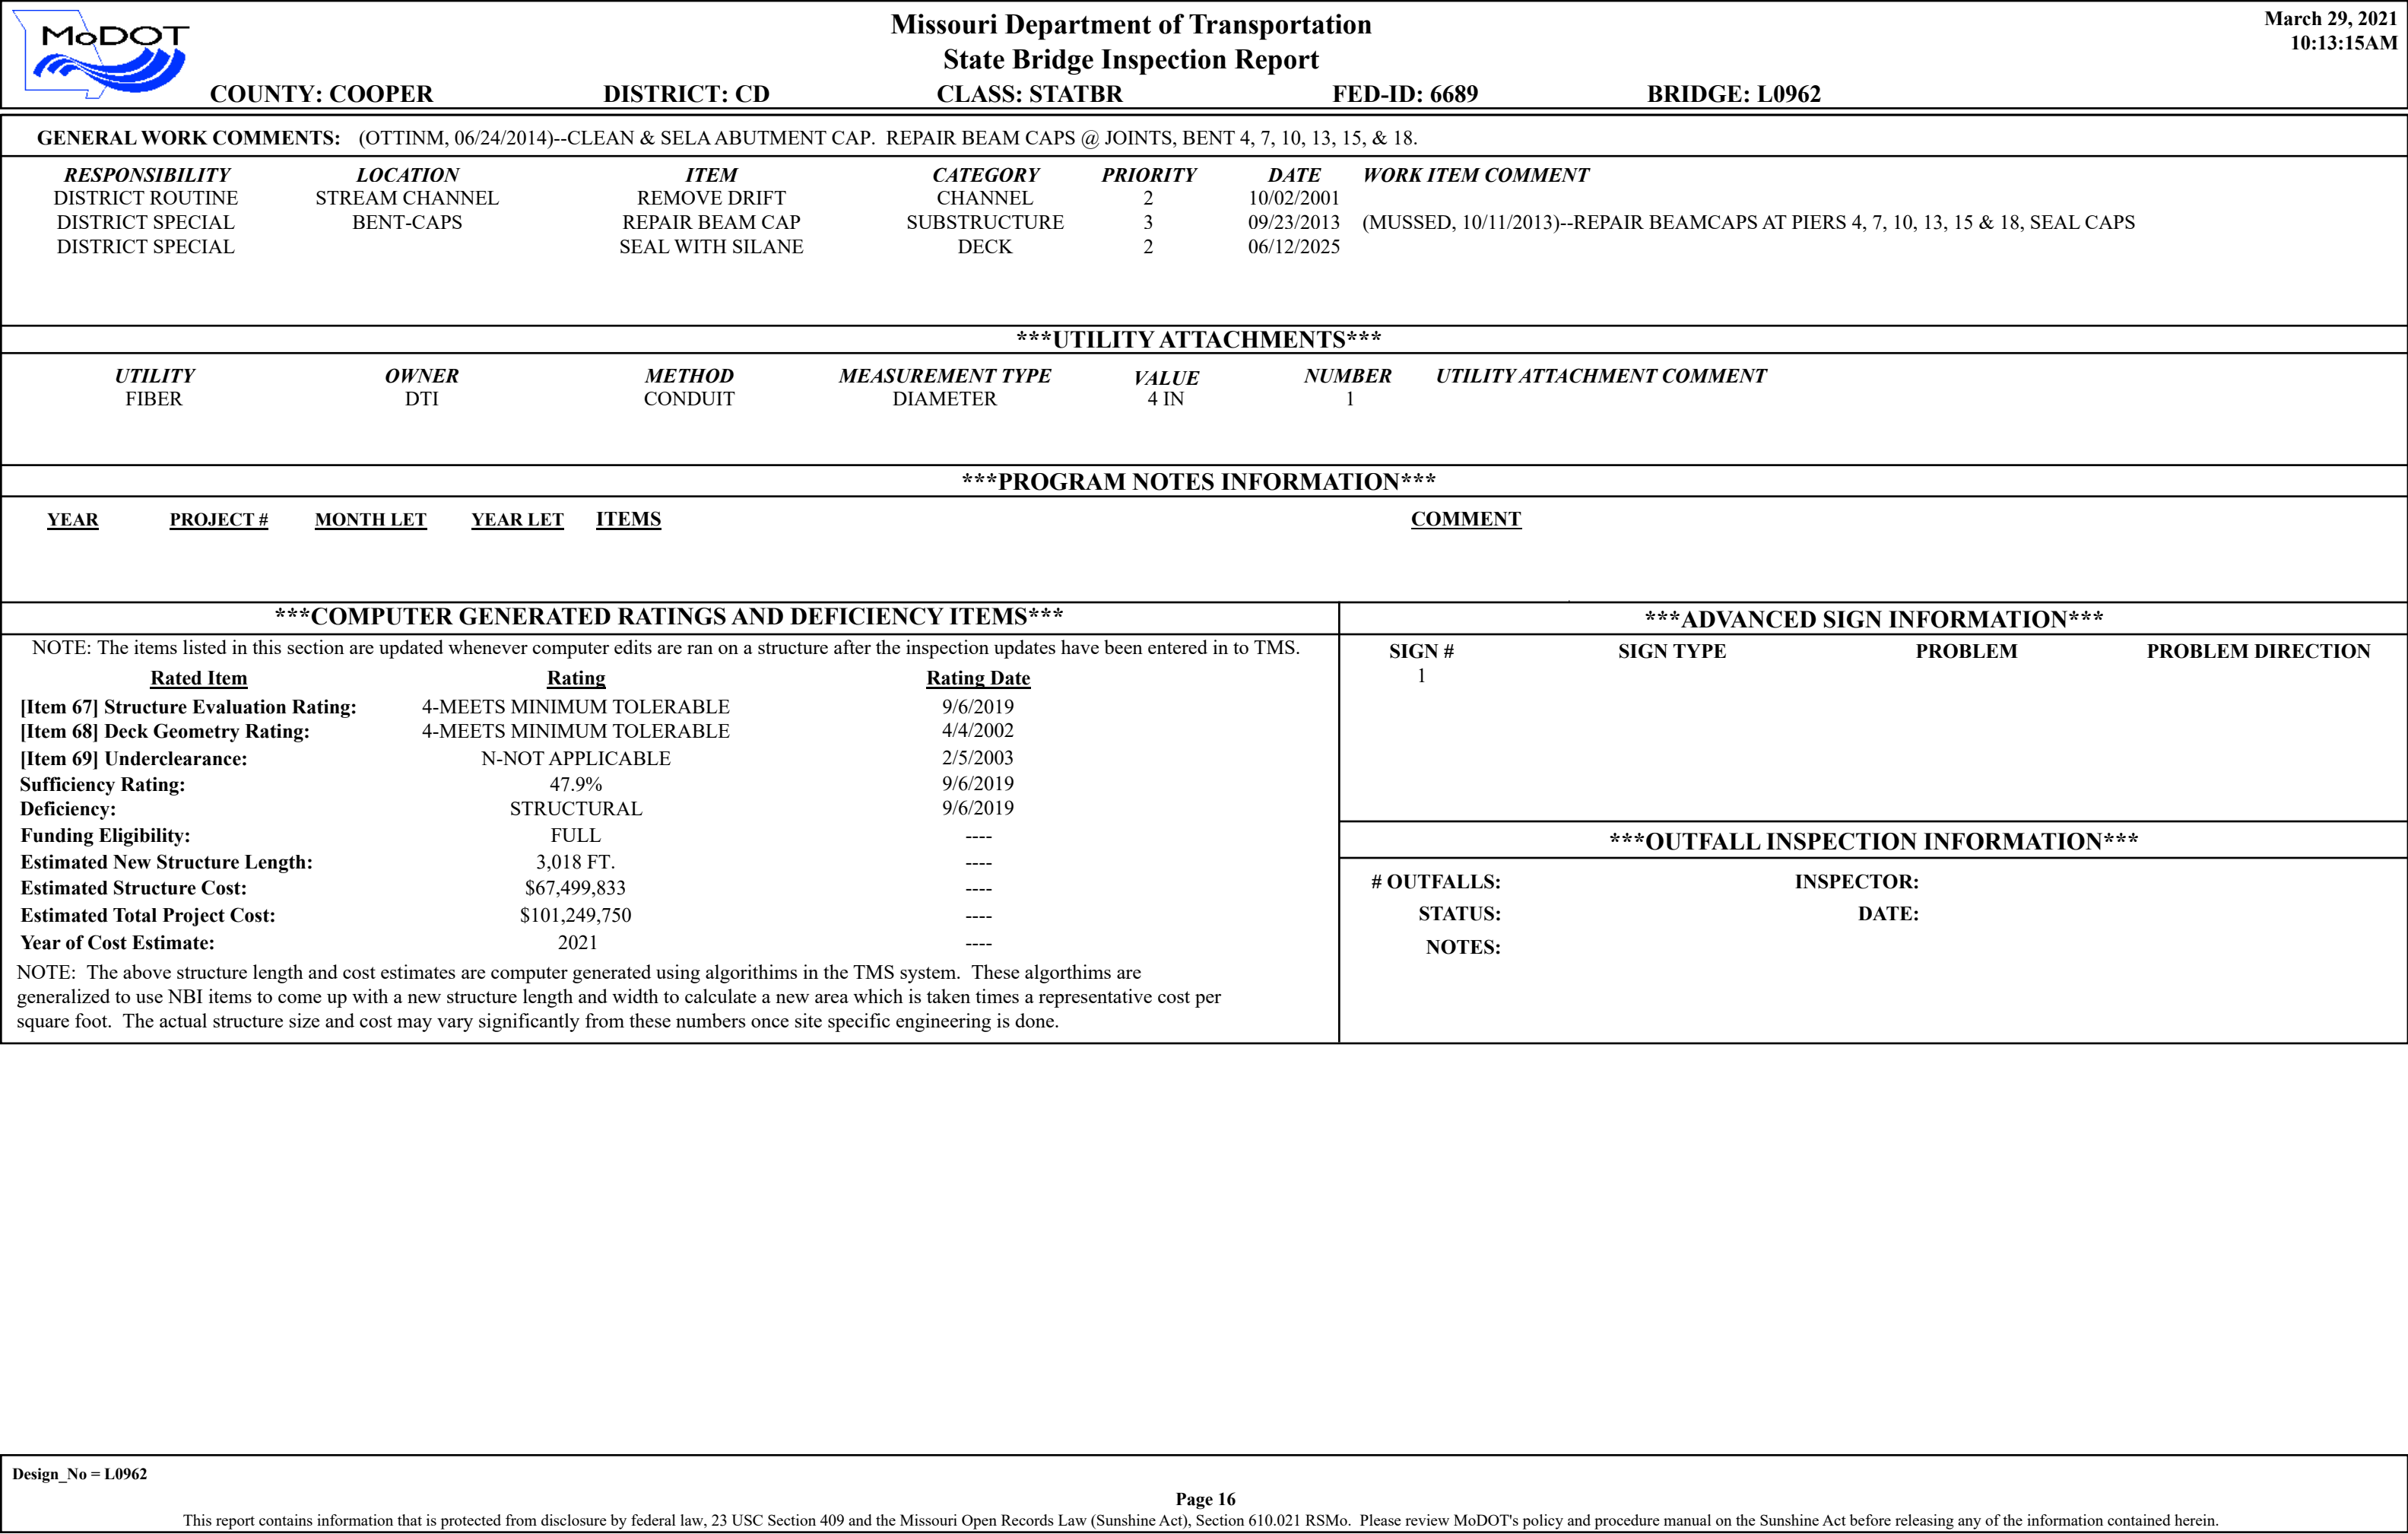 MoDOT
Missouri Department of Transportation
State Bridge Inspection Report
March 29, 2021
10:13:15AM
COUNTY: COOPER DISTRICT: CD CLASS: STATBR FED-ID: 6689 BRIDGE: L0962
GENERAL WORK COMMENTS: (OTTINM, 06/24/2014)--CLEAN & SELA ABUTMENT CAP. REPAIR BEAM CAPS @ JOINTS, BENT 4, 7, 10, 13, 15, & 18.
RESPONSIBILITY LOCATION ITEM CATEGORY PRIORITY DATE WORK ITEM COMMENT
DISTRICT ROUTINE STREAM CHANNEL REMOVE DRIFT CHANNEL 2 10/02/2001
DISTRICT SPECIAL BENT-CAPS REPAIR BEAM CAP SUBSTRUCTURE 3 09/23/2013 (MUSSED, 10/11/2013)--REPAIR BEAMCAPS AT PIERS 4, 7, 10, 13, 15 & 18, SEAL CAPS
DISTRICT SPECIAL SEAL WITH SILANE DECK 2 06/12/2025
***UTILITY ATTACHMENTS***
UTILITY OWNER METHOD MEASUREMENT TYPE VALUE NUMBER UTILITY ATTACHMENT COMMENT
FIBER DTI CONDUIT DIAMETER 4 IN 1
***PROGRAM NOTES INFORMATION***
YEAR PROJECT # MONTH LET YEAR LET ITEMS COMMENT
***COMPUTER GENERATED RATINGS AND DEFICIENCY ITEMS***
NOTE: The items listed in this section are updated whenever computer edits are ran on a structure after the inspection updates have been entered in to TMS.
Rated Item Rating Rating Date
[Item 67] Structure Evaluation Rating: 4-MEETS MINIMUM TOLERABLE 9/6/2019
[Item 68] Deck Geometry Rating: 4-MEETS MINIMUM TOLERABLE 4/4/2002
[Item 69] Underclearance: N-NOT APPLICABLE 2/5/2003
Sufficiency Rating: 47.9% 9/6/2019
Deficiency: STRUCTURAL 9/6/2019
Funding Eligibility: FULL ----
Estimated New Structure Length: 3,018 FT. ----
Estimated Structure Cost: $67,499,833 ----
Estimated Total Project Cost: $101,249,750 ----
Year of Cost Estimate: 2021 ----
NOTE: The above structure length and cost estimates are computer generated using algorithims in the TMS system. These algorthims are
generalized to use NBI items to come up with a new structure length and width to calculate a new area which is taken times a representative cost per
square foot. The actual structure size and cost may vary significantly from these numbers once site specific engineering is done.
***ADVANCED SIGN INFORMATION***
SIGN # SIGN TYPE PROBLEM PROBLEM DIRECTION
1
***OUTFALL INSPECTION INFORMATION***
# OUTFALLS: INSPECTOR:
STATUS: DATE:
NOTES:
Design_No = L0962
Page 16
This report contains information that is protected from disclosure by federal law, 23 USC Section 409 and the Missouri Open Records Law (Sunshine Act), Section 610.021 RSMo. Please review MoDOT's policy and procedure manual on the Sunshine Act before releasing any of the information contained herein.